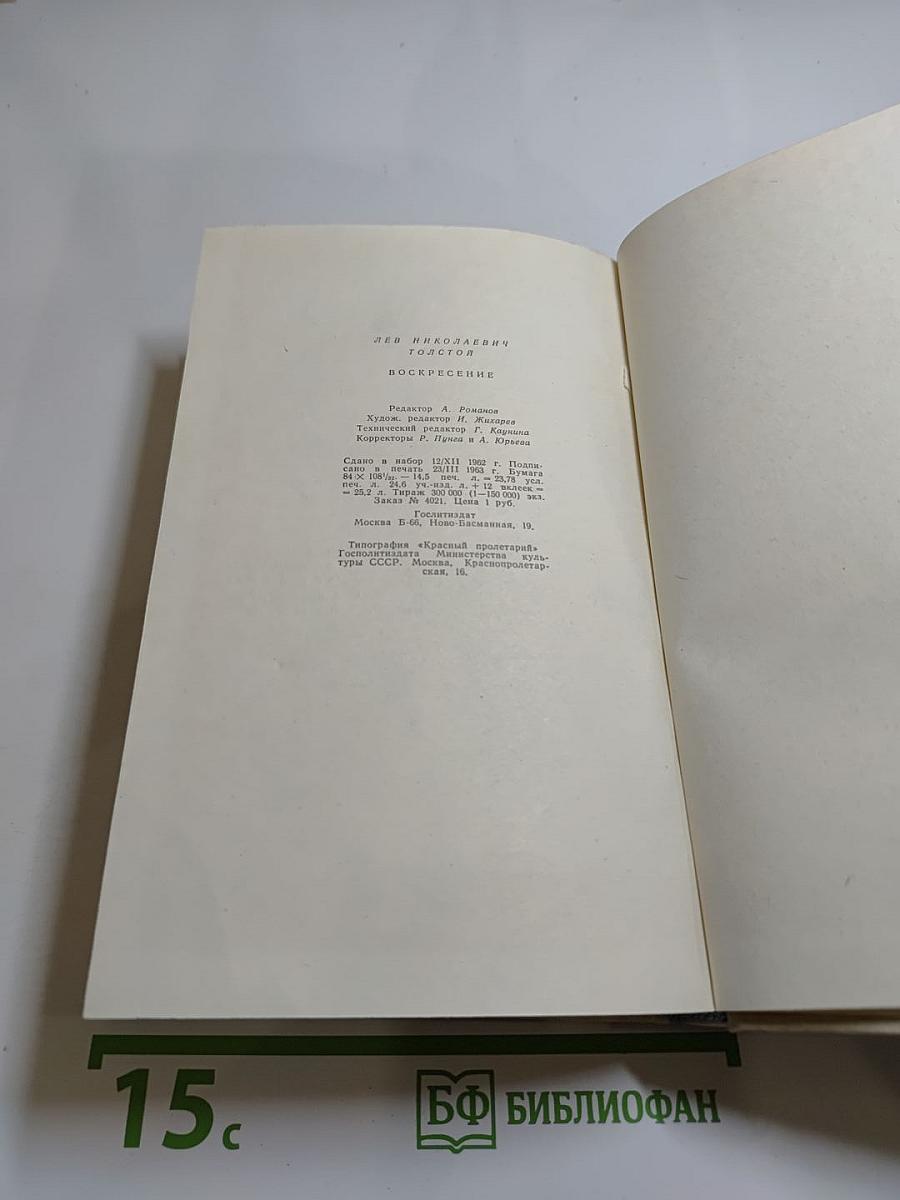 ЛЕВ НИКОЛАЕВИЧ
ТОЛСТОЙ
ВОСКРЕСЕНИЕ
Редактор А. Романов
Худож. редактор И. Жихарев
Технический редактор Г. Каунина
Корректоры Р. Пунга и А. Юрьева
Сдано в набор 12/XII 1962 г. Подпи-
сано в печать 23/III 1963 г. Бумага
84 × 108¹/₃₂. — 14,5 печ. л. = 23,78 усл.
печ. л. 24,6 уч.-изд. л. + 12 вклеек =
= 25,2 л. Тираж 300 000 (1—150 000) экз.
Заказ № 4021. Цена 1 руб.
Гослитиздат
Москва Б-66, Ново-Басманная, 19.
Типография «Красный пролетарий»
Госполитиздата Министерства куль-
туры СССР. Москва, Краснопролетар-
ская, 16.
15 с
БФ БИБЛИОФАН